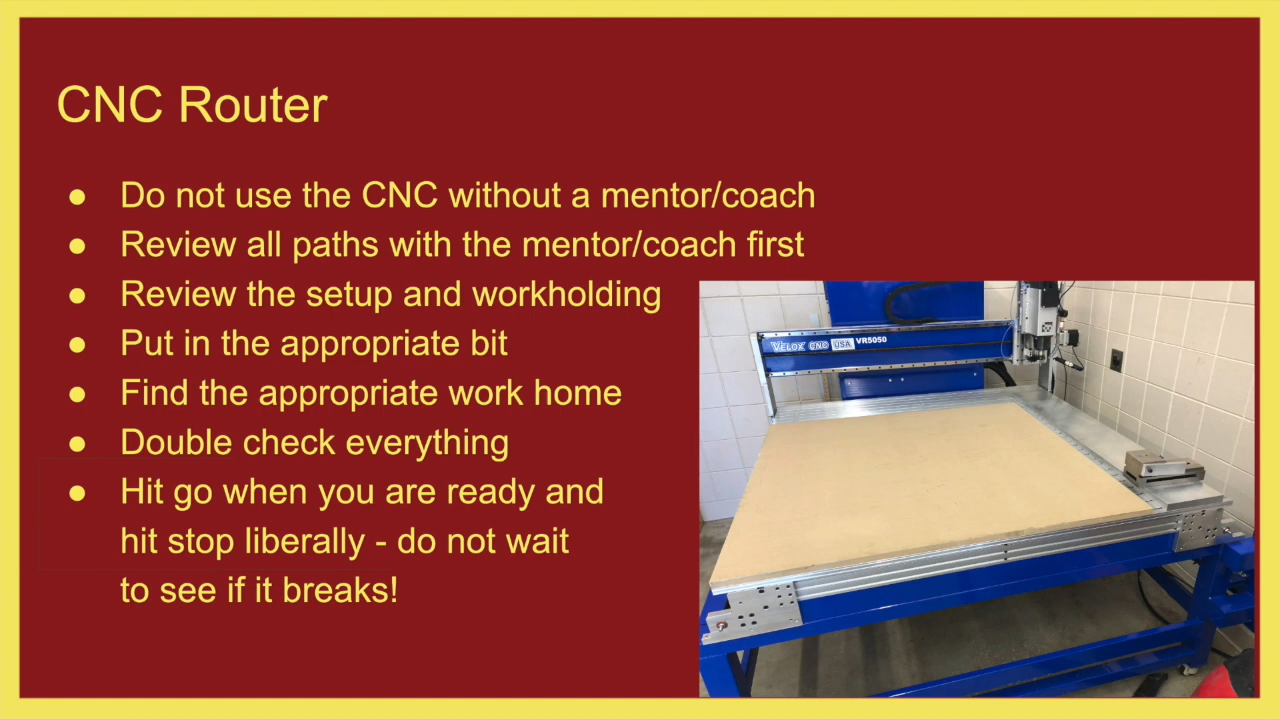 CNC Router
● Do not use the CNC without a mentor/coach
● Review all paths with the mentor/coach first
● Review the setup and workholding
● Put in the appropriate bit
● Find the appropriate work home
● Double check everything
● Hit go when you are ready and
hit stop liberally - do not wait
to see if it breaks!
VELOX CNC USA VR5050